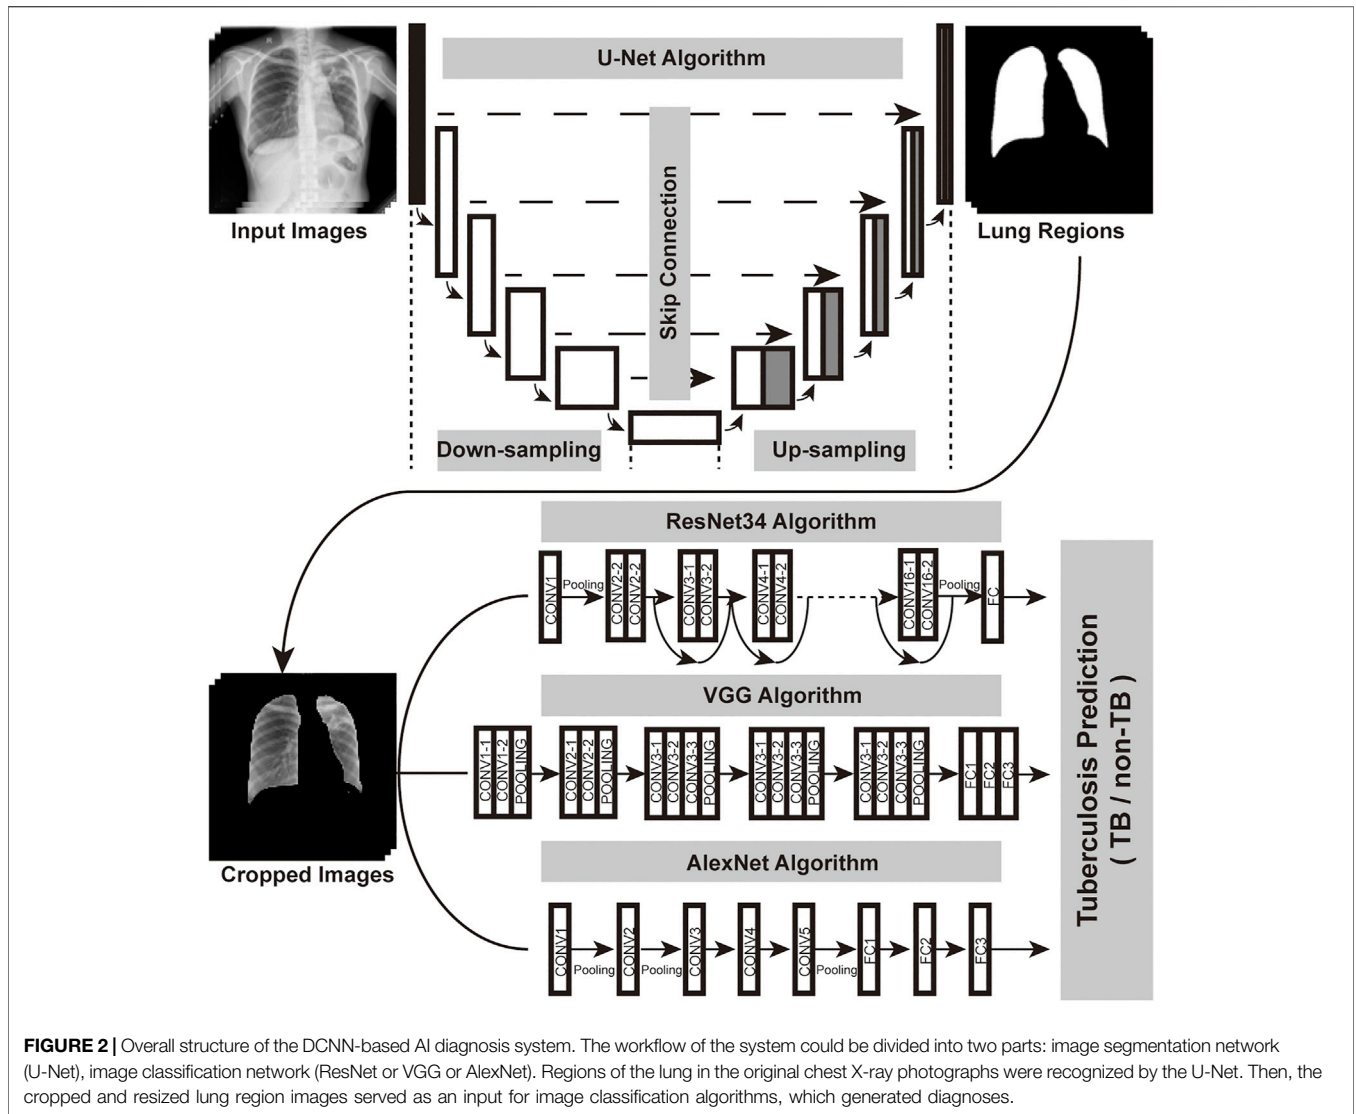 U-Net Algorithm
Skip Connection
Input Images
Lung Regions
Down-sampling
Up-sampling
ResNet34 Algorithm
CONV1
Pooling
CONV2-2
CONV2-2
CONV3-1
CONV3-2
CONV4-1
CONV4-2
CONV16-1
CONV16-2
Pooling
FC
VGG Algorithm
CONV1-1
CONV1-2
POOLING
CONV2-1
CONV2-2
POOLING
CONV3-1
CONV3-2
CONV3-3
POOLING
CONV3-1
CONV3-2
CONV3-3
POOLING
CONV3-1
CONV3-2
CONV3-3
POOLING
FC1
FC2
FC3
Cropped Images
AlexNet Algorithm
CONV1
Pooling
CONV2
Pooling
CONV3
CONV4
CONV5
Pooling
FC1
FC2
FC3
Tuberculosis Prediction
( TB / non-TB )
FIGURE 2 | Overall structure of the DCNN-based AI diagnosis system. The workflow of the system could be divided into two parts: image segmentation network
(U-Net), image classification network (ResNet or VGG or AlexNet). Regions of the lung in the original chest X-ray photographs were recognized by the U-Net. Then, the
cropped and resized lung region images served as an input for image classification algorithms, which generated diagnoses.